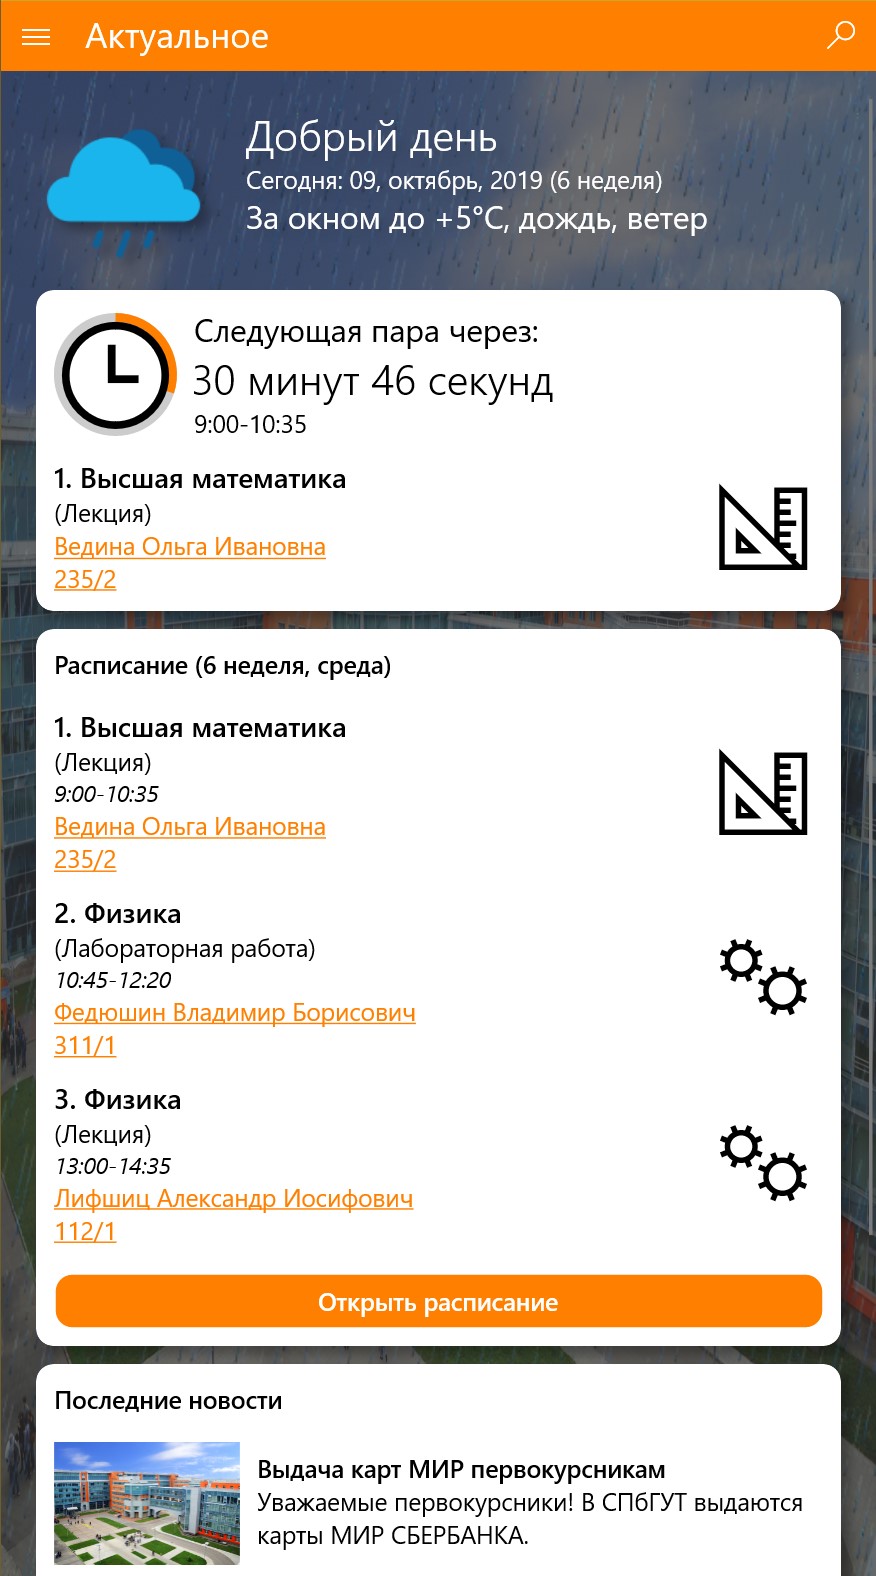 Актуальное
Добрый день
Сегодня: 09, октябрь, 2019 (6 неделя)
За окном до +5°C, дождь, ветер
Следующая пара через:
30 минут 46 секунд
9:00-10:35
1. Высшая математика
(Лекция)
Ведина Ольга Ивановна
235/2
Расписание (6 неделя, среда)
1. Высшая математика
(Лекция)
9:00-10:35
Ведина Ольга Ивановна
235/2
2. Физика
(Лабораторная работа)
10:45-12:20
Федюшин Владимир Борисович
311/1
3. Физика
(Лекция)
13:00-14:35
Лифшиц Александр Иосифович
112/1
Открыть расписание
Последние новости
Выдача карт МИР первокурсникам
Уважаемые первокурсники! В СПбГУТ выдаются
карты МИР СБЕРБАНКА.